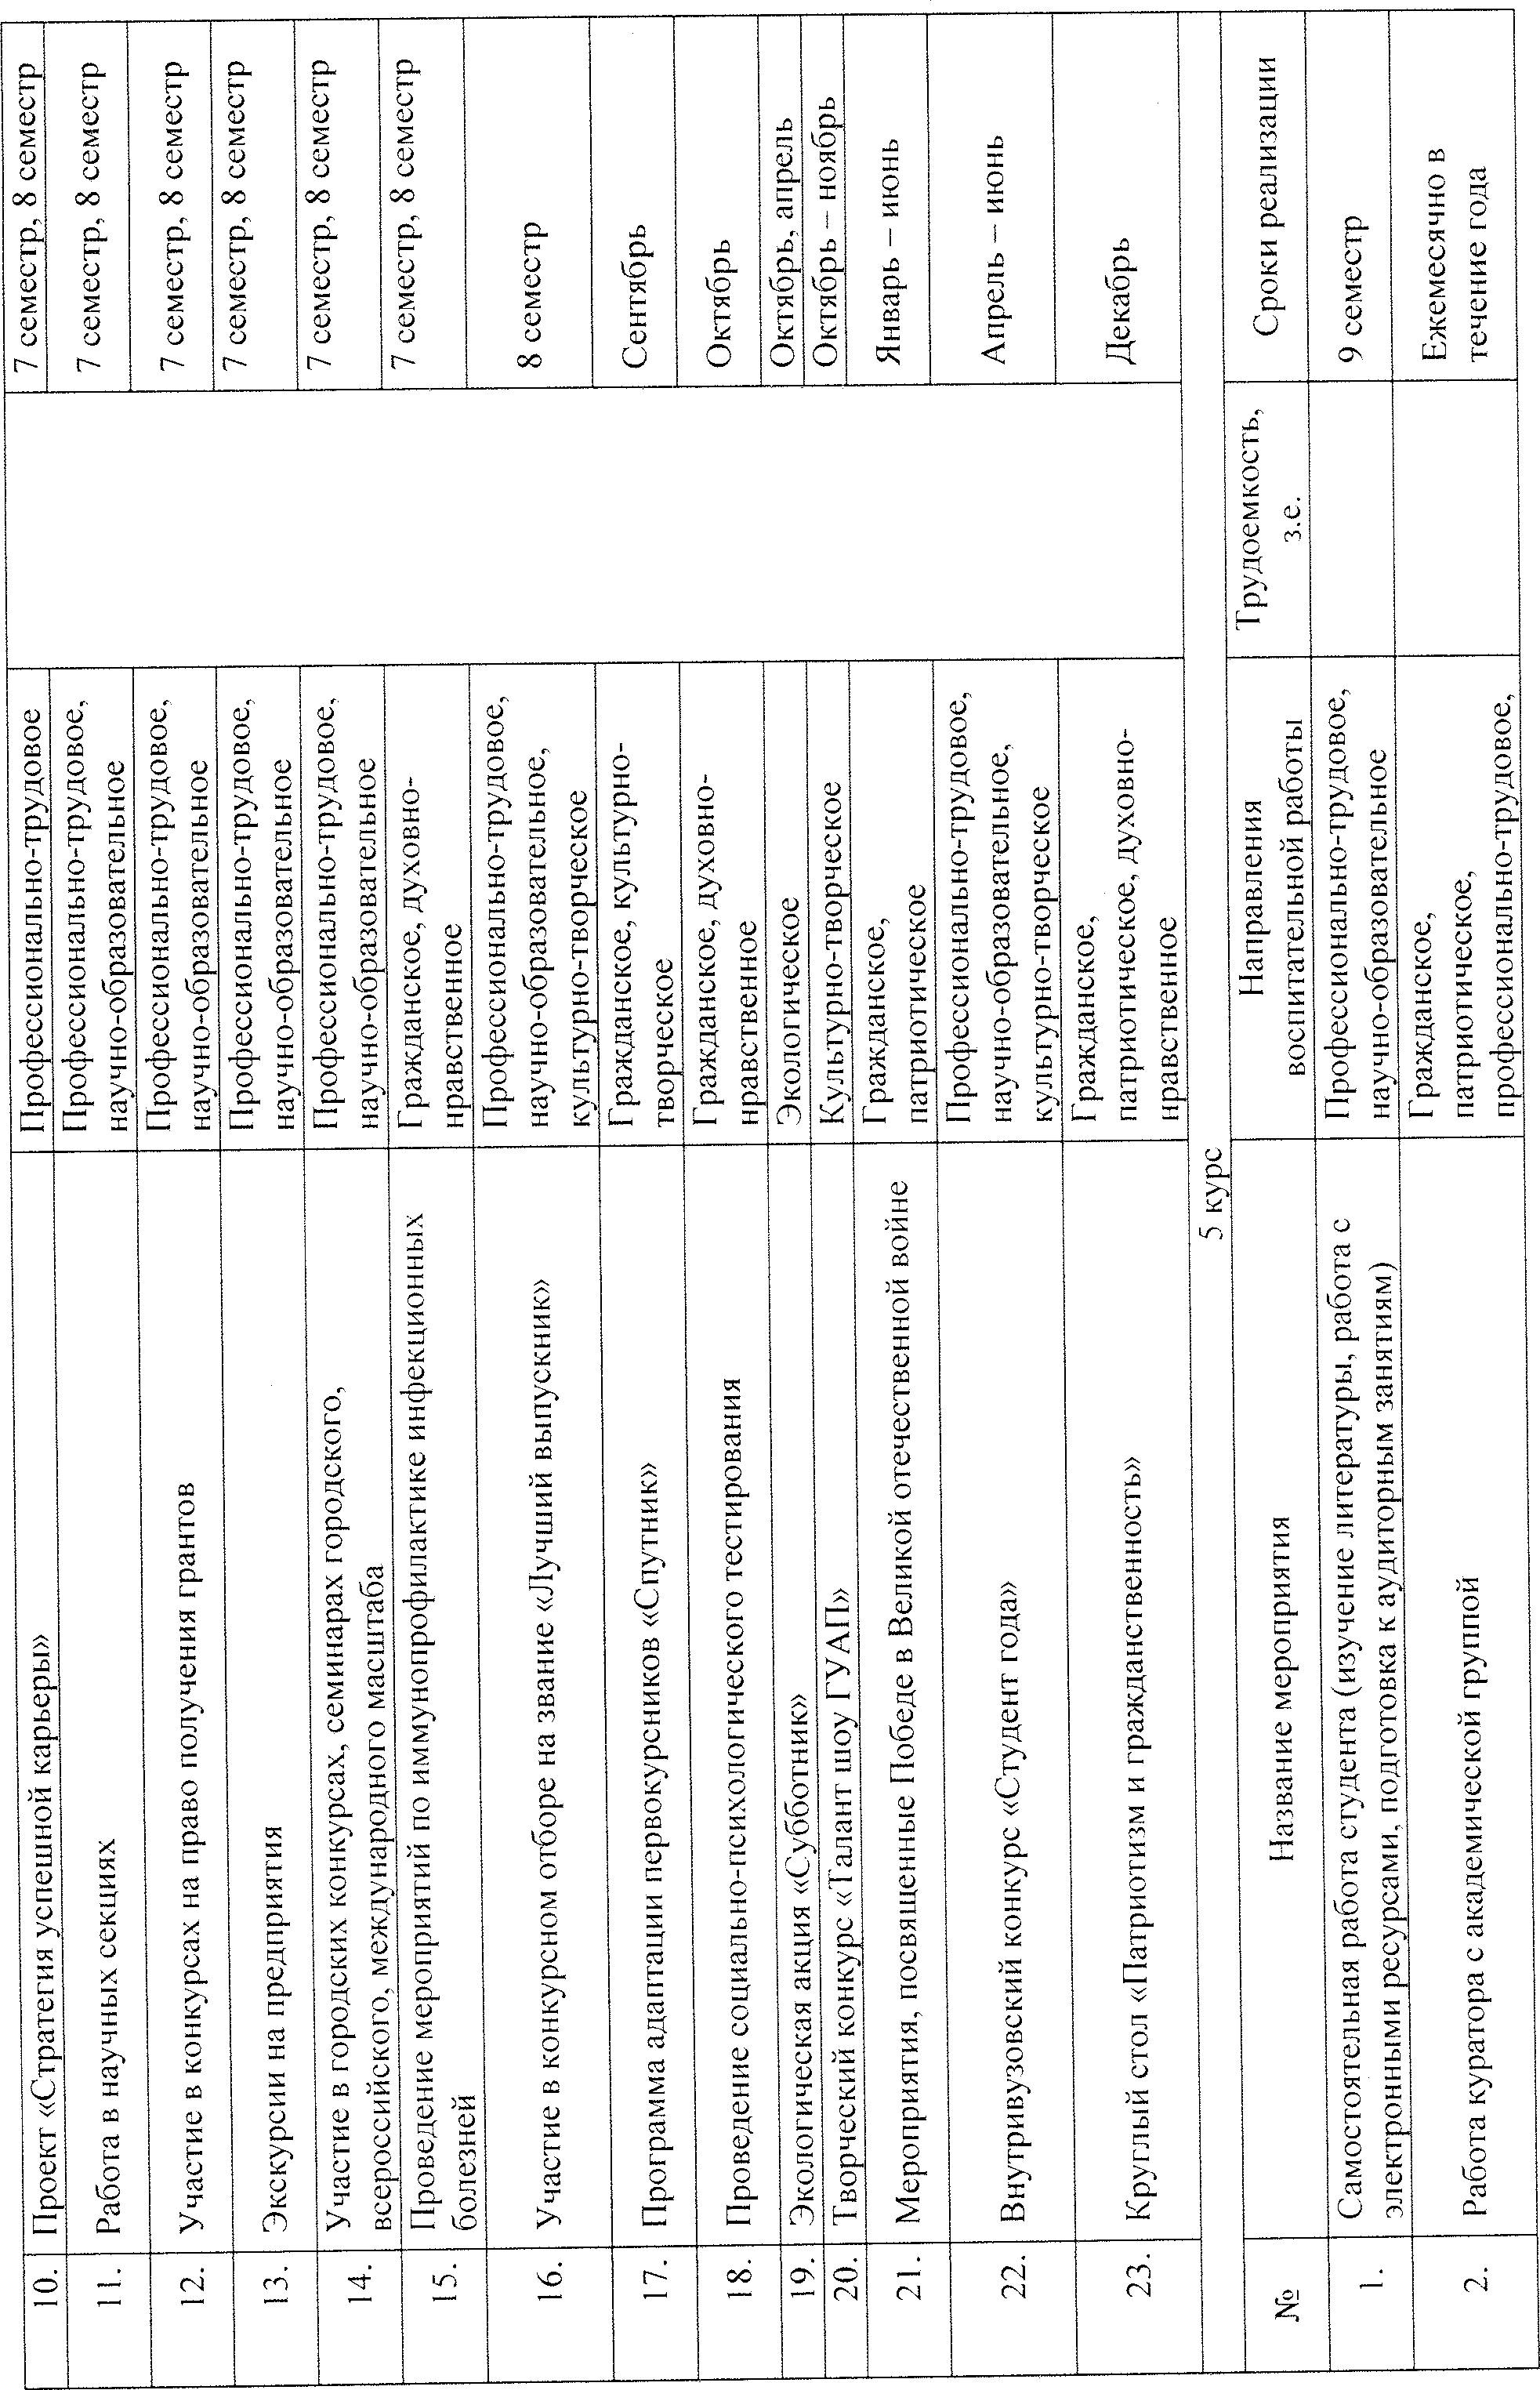 10. Проект «Стратегия успешной карьеры» Профессионально-трудовое 7 семестр, 8 семестр
11. Работа в научных секциях Профессионально-трудовое, 7 семестр, 8 семестр
научно-образовательное
12. Участие в конкурсах на право получения грантов Профессионально-трудовое, 7 семестр, 8 семестр
научно-образовательное
13. Экскурсии на предприятия Профессионально-трудовое, 7 семестр, 8 семестр
научно-образовательное
14. Участие в городских конкурсах, семинарах городского, Профессионально-трудовое, 7 семестр, 8 семестр
всероссийского, международного масштаба научно-образовательное
15. Проведение мероприятий по иммунопрофилактике инфекционных Гражданское, духовно- 7 семестр, 8 семестр
болезней нравственное
16. Участие в конкурсном отборе на звание «Лучший выпускник» Профессионально-трудовое, 8 семестр
научно-образовательное,
культурно-творческое
17. Программа адаптации первокурсников «Спутник» Гражданское, культурно- Сентябрь
творческое
18. Проведение социально-психологического тестирования Гражданское, духовно- Октябрь
нравственное
19. Экологическая акция «Субботник» Экологическое Октябрь, апрель
20. Творческий конкурс «Талант шоу ГУАП» Культурно-творческое Октябрь – ноябрь
21. Мероприятия, посвященные Победе в Великой отечественной войне Гражданское, Январь – июнь
патриотическое
22. Внутривузовский конкурс «Студент года» Профессионально-трудовое, Апрель – июнь
научно-образовательное,
культурно-творческое
23. Круглый стол «Патриотизм и гражданственность» Гражданское, Декабрь
патриотическое, духовно-
нравственное
5 курс
№ Название мероприятия Направления Трудоемкость, Сроки реализации
воспитательной работы з.е.
1. Самостоятельная работа студента (изучение литературы, работа с Профессионально-трудовое, 9 семестр
электронными ресурсами, подготовка к аудиторным занятиям) научно-образовательное
2. Работа куратора с академической группой Гражданское, Ежемесячно в
патриотическое, течение года
профессионально-трудовое,